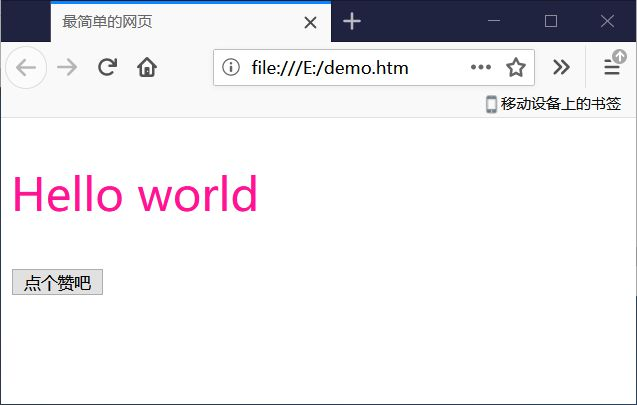 最简单的网页
file:///E:/demo.htm
移动设备上的书签
Hello world
点个赞吧